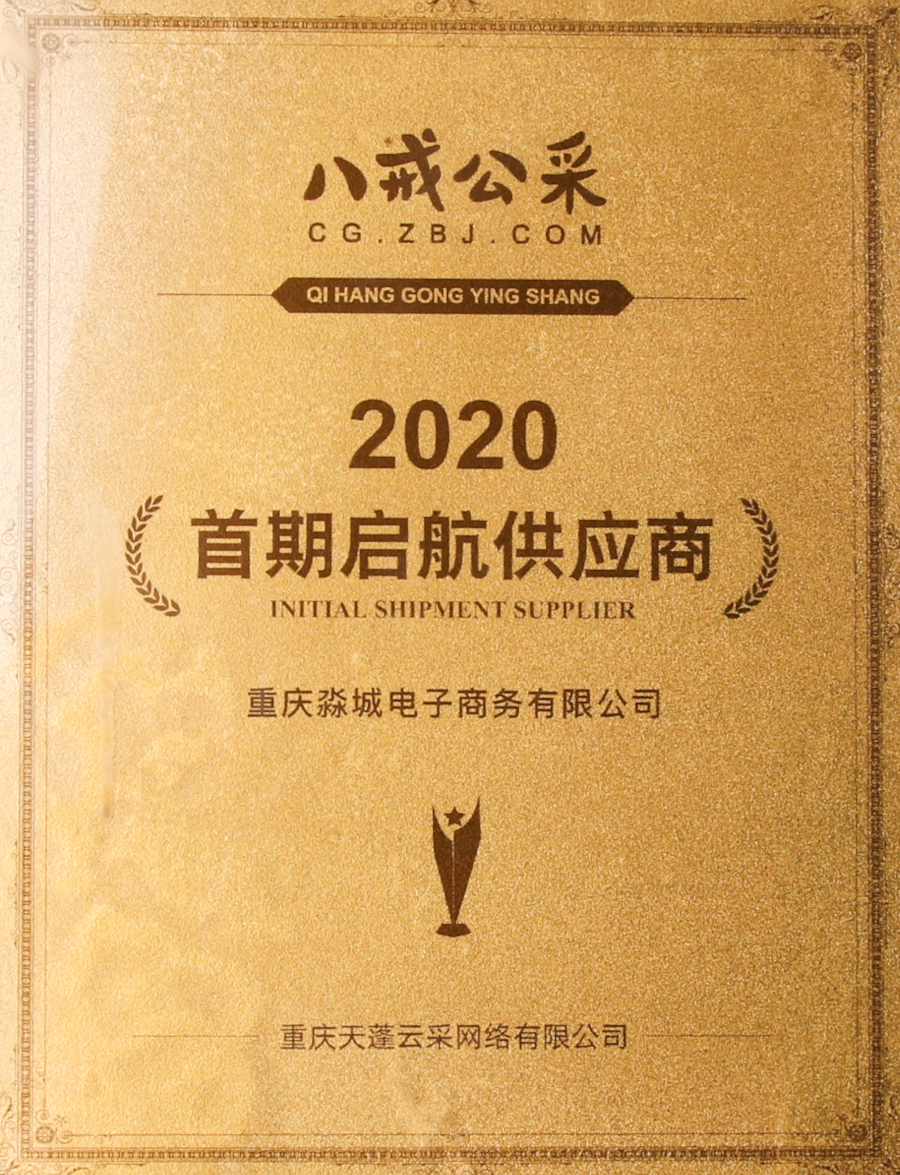 八戒公采
CG.ZBJ.COM
QI HANG GONG YING SHANG
2020
首期启航供应商
INITIAL SHIPMENT SUPPLIER
重庆淼城电子商务有限公司
重庆天蓬云采网络有限公司